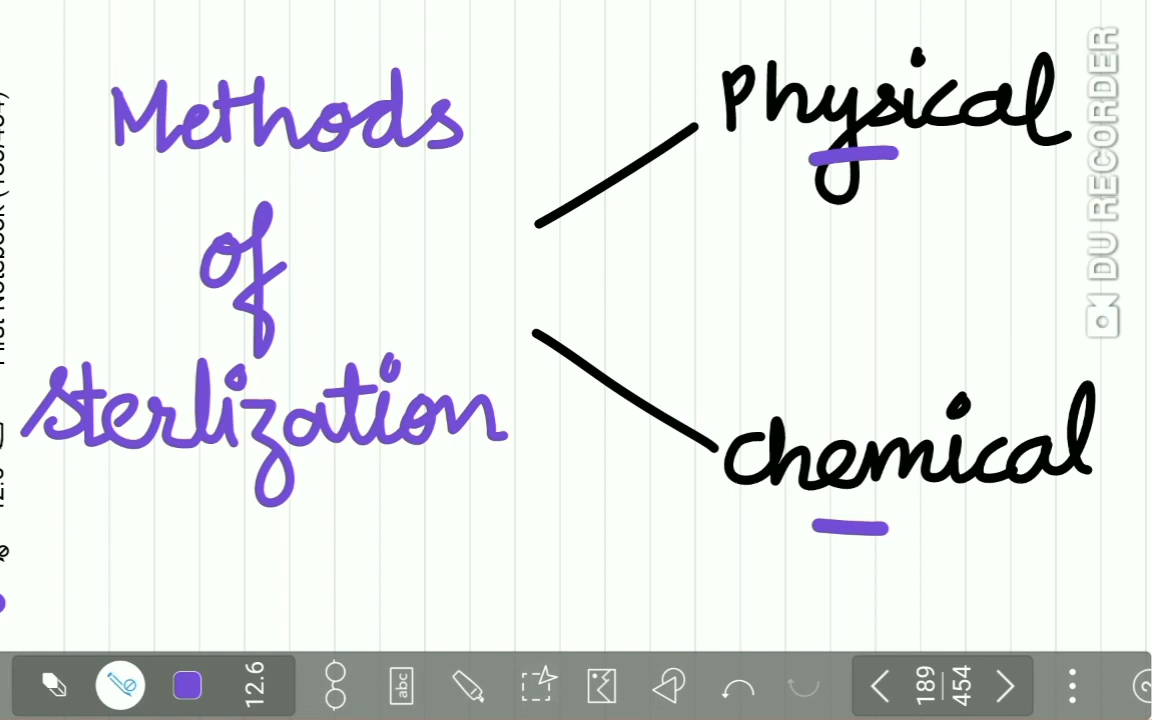 Methods
of
sterlization
Physical
chemical
DU RECORDER
12.6
abc
189
454